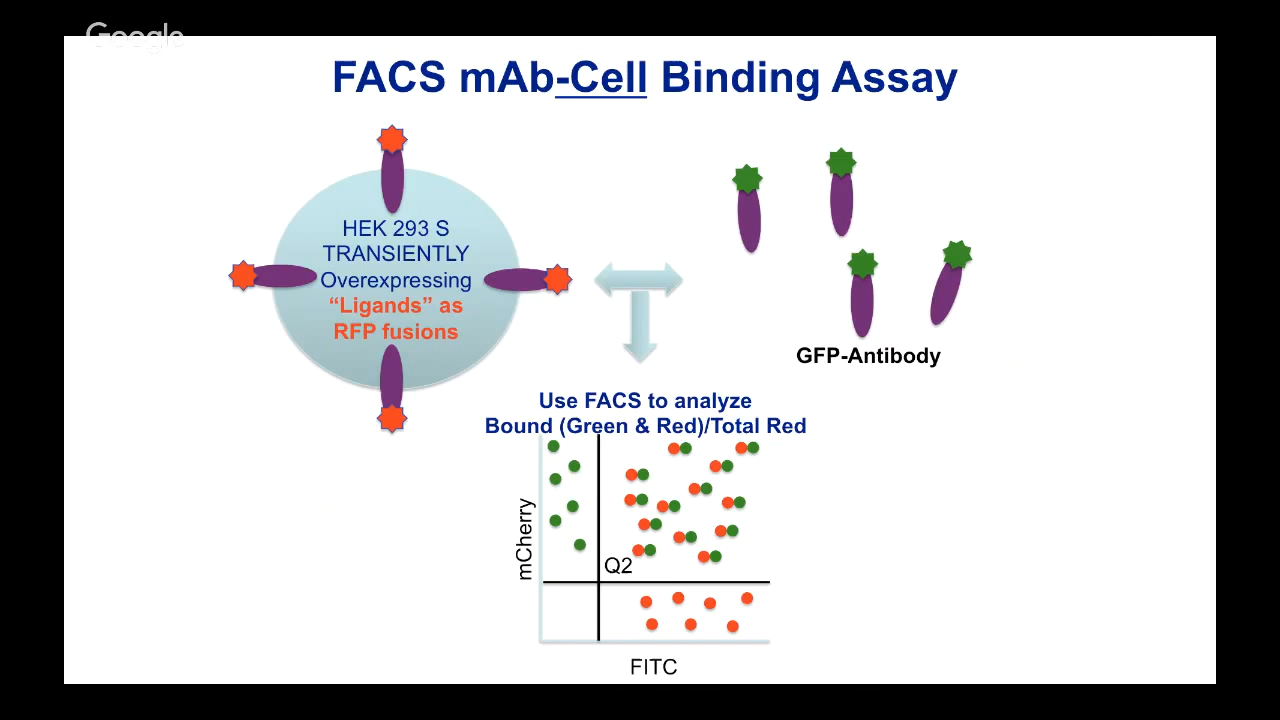 Google
FACS mAb-Cell Binding Assay
HEK 293 S
TRANSIENTLY
Overexpressing
“Ligands” as
RFP fusions
GFP-Antibody
Use FACS to analyze
Bound (Green & Red)/Total Red
mCherry
Q2
FITC